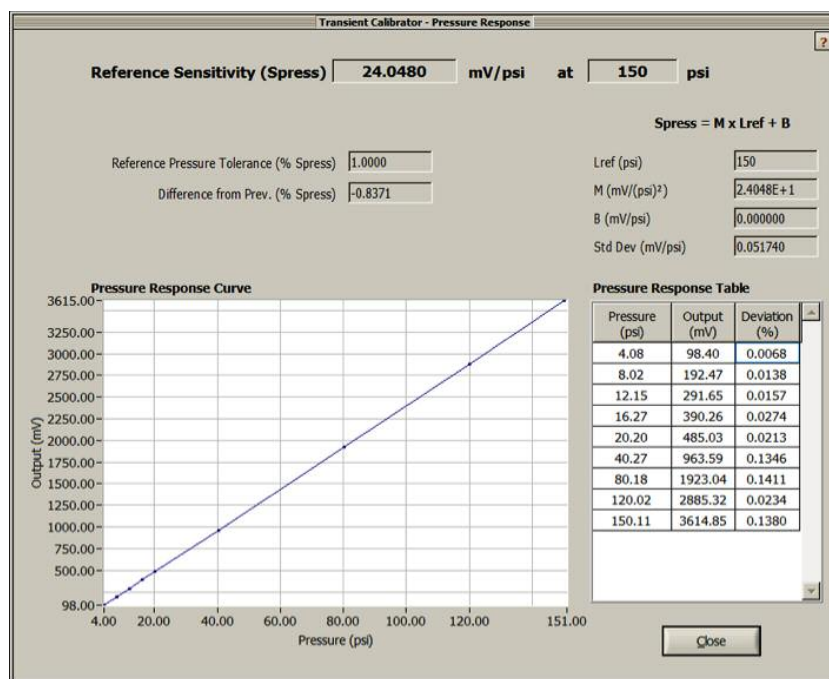 Transient Calibrator - Pressure Response
?
Reference Sensitivity (Spress) 24.0480 mV/psi at 150 psi
Spress = M x Lref + B
Reference Pressure Tolerance (% Spress) 1.0000
Difference from Prev. (% Spress) -0.8371
Lref (psi) 150
M (mV/(psi)²) 2.4048E+1
B (mV/psi) 0.000000
Std Dev (mV/psi) 0.051740
Pressure Response Curve
3615.00
3250.00
3000.00
2750.00
2500.00
2250.00
2000.00
1750.00
1500.00
1250.00
1000.00
750.00
500.00
98.00
Output (mV)
4.00 20.00 40.00 60.00 80.00 100.00 120.00 151.00
Pressure (psi)
Pressure Response Table
Pressure (psi) Output (mV) Deviation (%)
4.08 98.40 0.0068
8.02 192.47 0.0138
12.15 291.65 0.0157
16.27 390.26 0.0274
20.20 485.03 0.0213
40.27 963.59 0.1346
80.18 1923.04 0.1411
120.02 2885.32 0.0234
150.11 3614.85 0.1380
Close